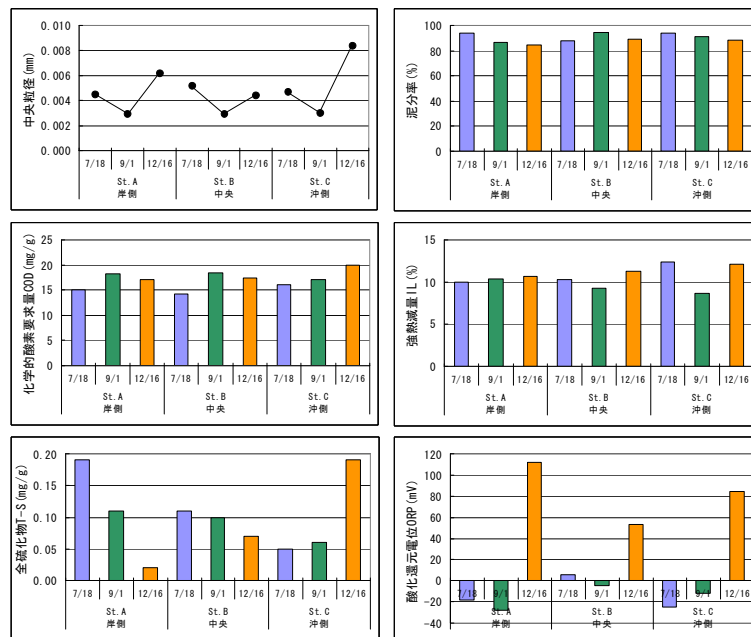 中央粒径(mm)
0.010
0.008
0.006
0.004
0.002
0.000
7/18 9/1 12/16 7/18 9/1 12/16 7/18 9/1 12/16
St.A St.B St.C
岸側 中央 沖側
泥分率(%)
100
80
60
40
20
0
7/18 9/1 12/16 7/18 9/1 12/16 7/18 9/1 12/16
St.A St.B St.C
岸側 中央 沖側
化学的酸素要求量COD(mg/g)
25
20
15
10
5
0
7/18 9/1 12/16 7/18 9/1 12/16 7/18 9/1 12/16
St.A St.B St.C
岸側 中央 沖側
強熱減量IL(%)
15
10
5
0
7/18 9/1 12/16 7/18 9/1 12/16 7/18 9/1 12/16
St.A St.B St.C
岸側 中央 沖側
全硫化物T-S(mg/g)
0.20
0.15
0.10
0.05
0.00
7/18 9/1 12/16 7/18 9/1 12/16 7/18 9/1 12/16
St.A St.B St.C
岸側 中央 沖側
酸化還元電位ORP(mV)
120
100
80
60
40
20
0
-20
-40
7/18 9/1 12/16 7/18 9/1 12/16 7/18 9/1 12/16
St.A St.B St.C
岸側 中央 沖側